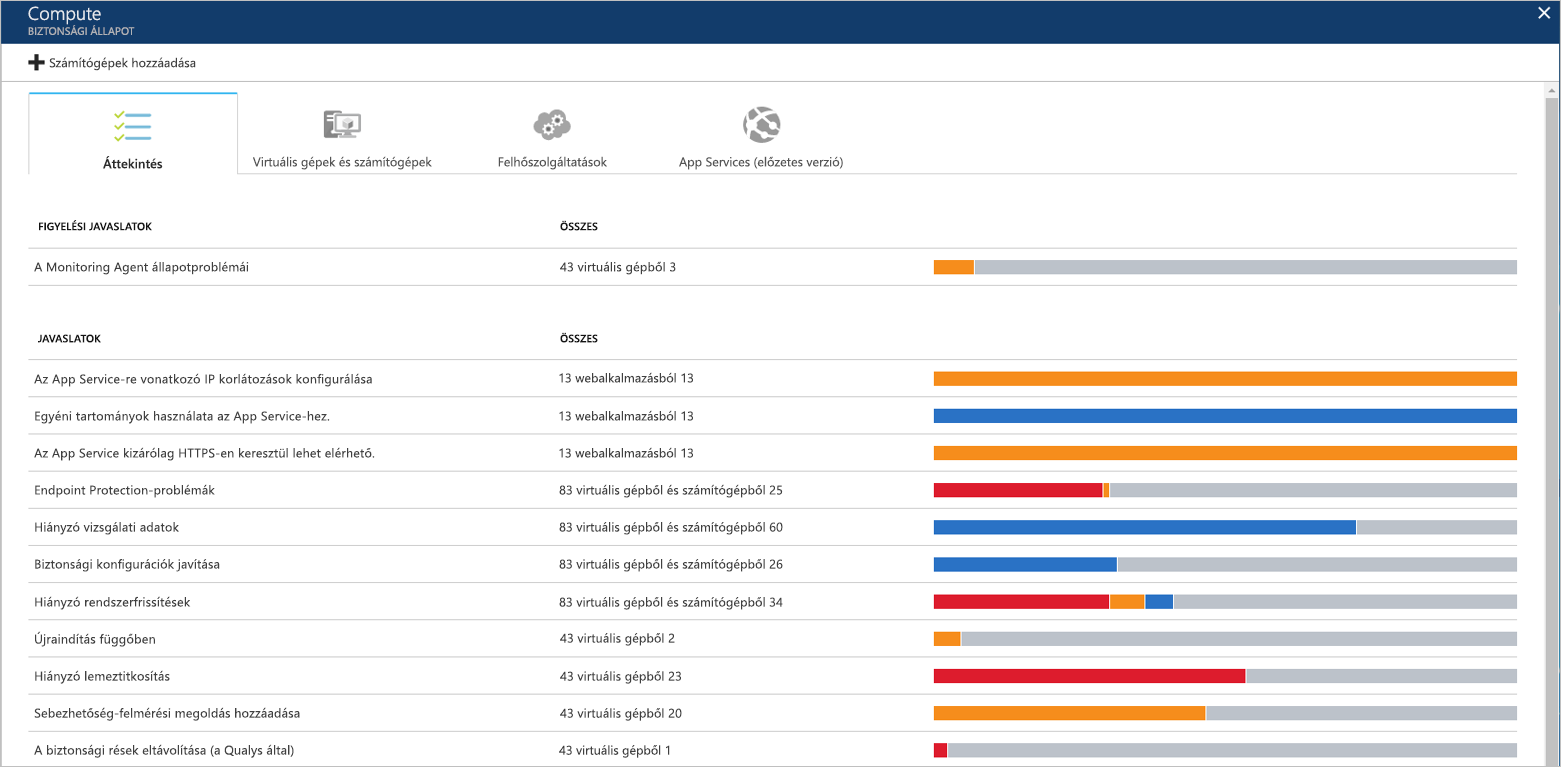 Compute
BIZTONSÁGI ÁLLAPOT
Számítógépek hozzáadása
Áttekintés
Virtuális gépek és számítógépek
Felhőszolgáltatások
App Services (előzetes verzió)
FIGYELÉSI JAVASLATOK ÖSSZES
A Monitoring Agent állapotproblémái 43 virtuális gépből 3
JAVASLATOK ÖSSZES
Az App Service-re vonatkozó IP korlátozások konfigurálása 13 webalkalmazásból 13
Egyéni tartományok használata az App Service-hez. 13 webalkalmazásból 13
Az App Service kizárólag HTTPS-en keresztül lehet elérhető. 13 webalkalmazásból 13
Endpoint Protection-problémák 83 virtuális gépből és számítógépből 25
Hiányzó vizsgálati adatok 83 virtuális gépből és számítógépből 60
Biztonsági konfigurációk javítása 83 virtuális gépből és számítógépből 26
Hiányzó rendszerfrissítések 83 virtuális gépből és számítógépből 34
Újraindítás függőben 43 virtuális gépből 2
Hiányzó lemeztitkosítás 43 virtuális gépből 23
Sebezhetőség-felmérési megoldás hozzáadása 43 virtuális gépből 20
A biztonsági rések eltávolítása (a Qualys által) 43 virtuális gépből 1